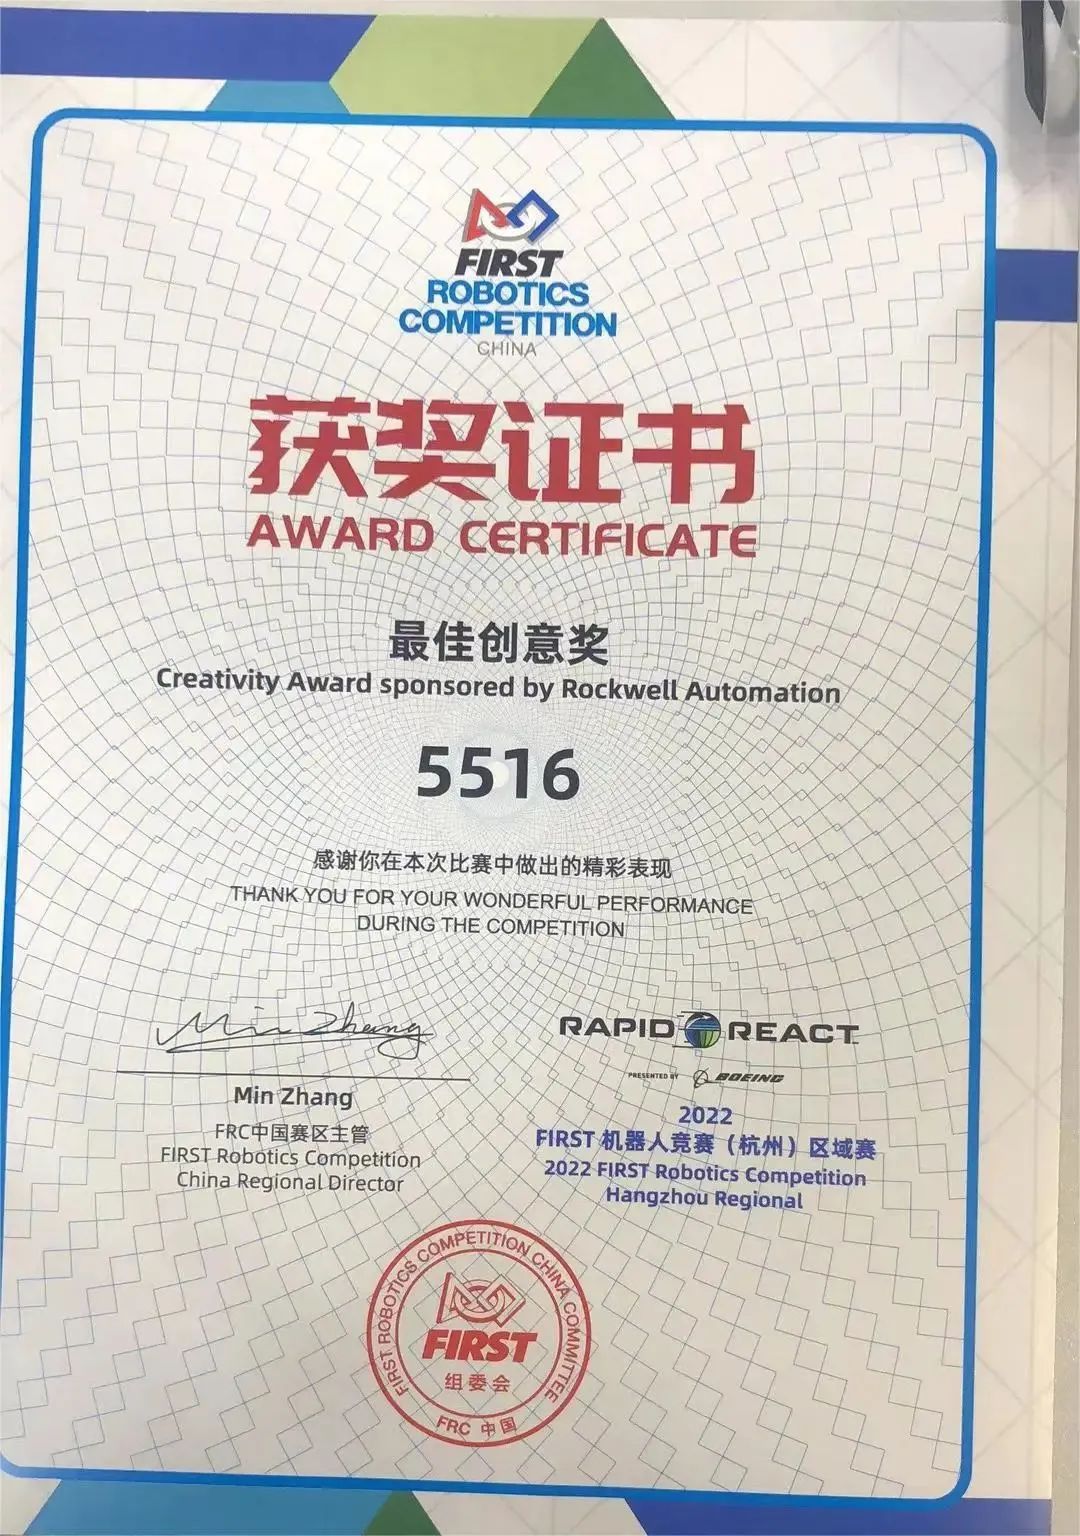 FIRST
ROBOTICS
COMPETITION
CHINA
获奖证书
AWARD CERTIFICATE
最佳创意奖
Creativity Award sponsored by Rockwell Automation
5516
感谢你在本次比赛中做出的精彩表现
THANK YOU FOR YOUR WONDERFUL PERFORMANCE
DURING THE COMPETITION
Min Zhang
Min Zhang
FRC中国赛区主管
FIRST Robotics Competition
China Regional Director
RAPID REACT
PRESENTED BY BOEING
2022
FIRST 机器人竞赛（杭州）区域赛
2022 FIRST Robotics Competition
Hangzhou Regional
FIRST ROBOTICS COMPETITION CHINA COMMITTEE
FIRST
组委会
FRC 中国